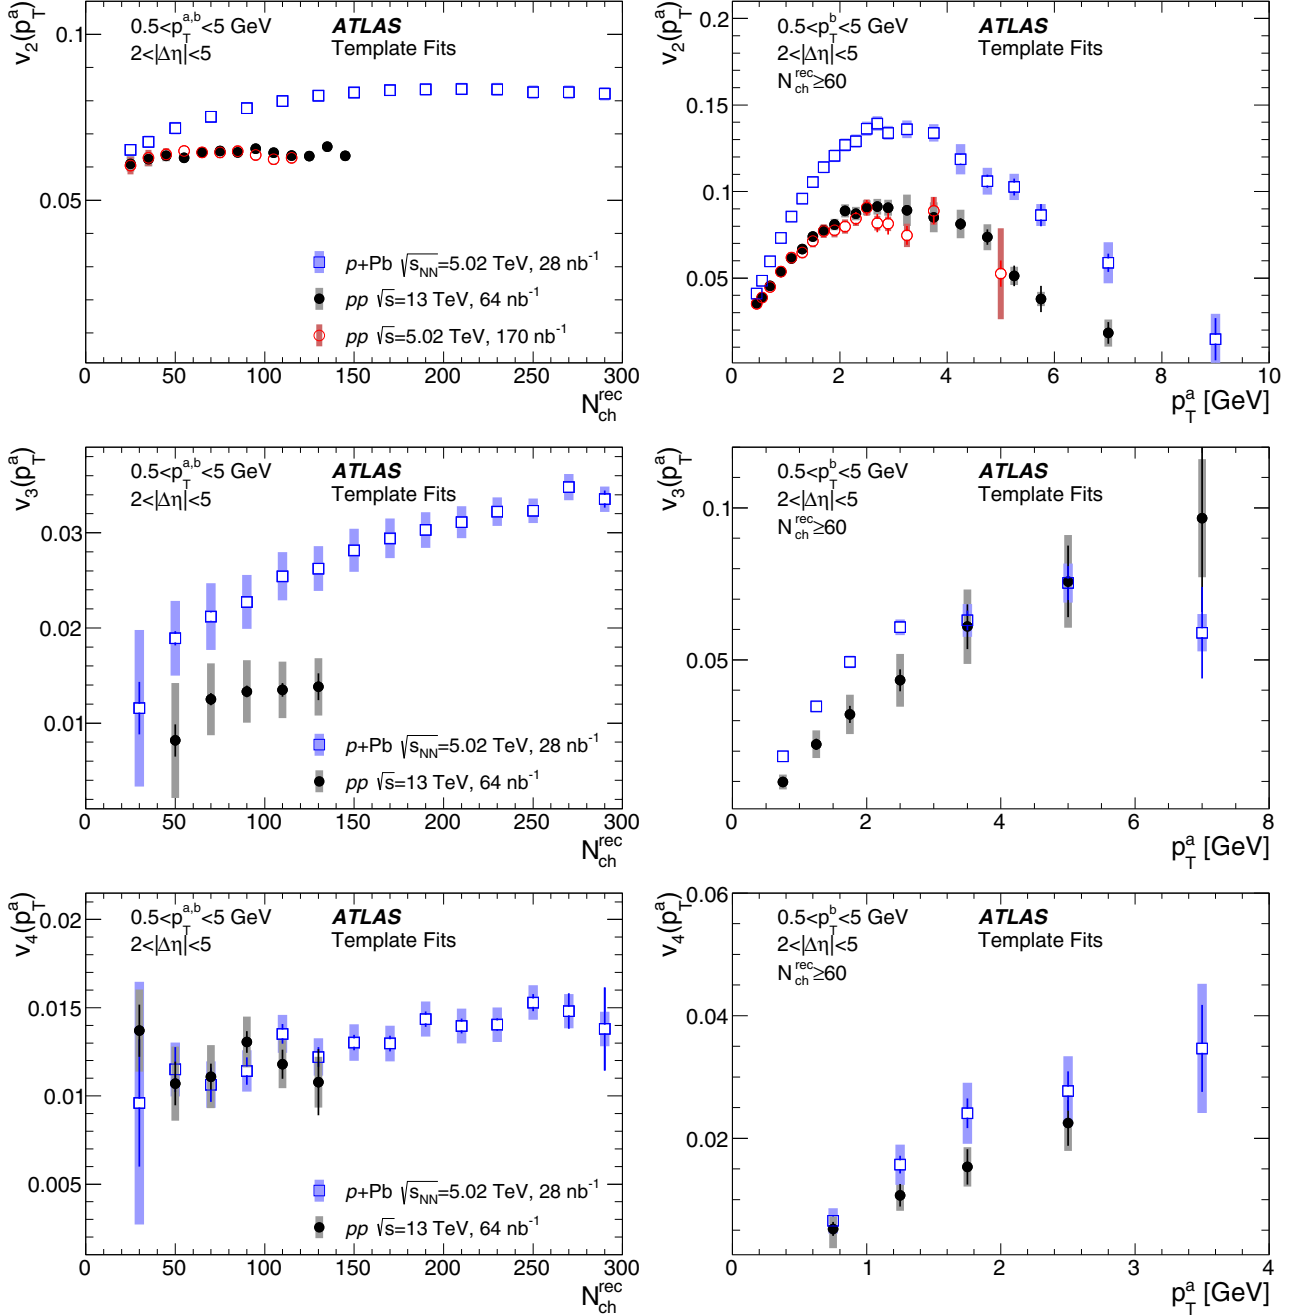 v₂(p_T^a)
0.5<p_T^{a,b}<5 GeV
2<|Δη|<5
ATLAS
Template Fits
0.1
0.05
p+Pb √s_NN=5.02 TeV, 28 nb⁻¹
pp √s=13 TeV, 64 nb⁻¹
pp √s=5.02 TeV, 170 nb⁻¹
0 50 100 150 200 250 300
N_ch^rec
v₂(p_T^a)
0.5<p_T^b<5 GeV
2<|Δη|<5
N_ch^rec≥60
ATLAS
Template Fits
0.2
0.15
0.1
0.05
0 2 4 6 8 10
p_T^a [GeV]
v₃(p_T^a)
0.5<p_T^{a,b}<5 GeV
2<|Δη|<5
ATLAS
Template Fits
0.03
0.02
0.01
p+Pb √s_NN=5.02 TeV, 28 nb⁻¹
pp √s=13 TeV, 64 nb⁻¹
0 50 100 150 200 250 300
N_ch^rec
v₃(p_T^a)
0.5<p_T^b<5 GeV
2<|Δη|<5
N_ch^rec≥60
ATLAS
Template Fits
0.1
0.05
0 2 4 6 8
p_T^a [GeV]
v₄(p_T^a)
0.5<p_T^{a,b}<5 GeV
2<|Δη|<5
ATLAS
Template Fits
0.02
0.015
0.01
0.005
p+Pb √s_NN=5.02 TeV, 28 nb⁻¹
pp √s=13 TeV, 64 nb⁻¹
0 50 100 150 200 250 300
N_ch^rec
v₄(p_T^a)
0.5<p_T^b<5 GeV
2<|Δη|<5
N_ch^rec≥60
ATLAS
Template Fits
0.06
0.04
0.02
0 1 2 3 4
p_T^a [GeV]